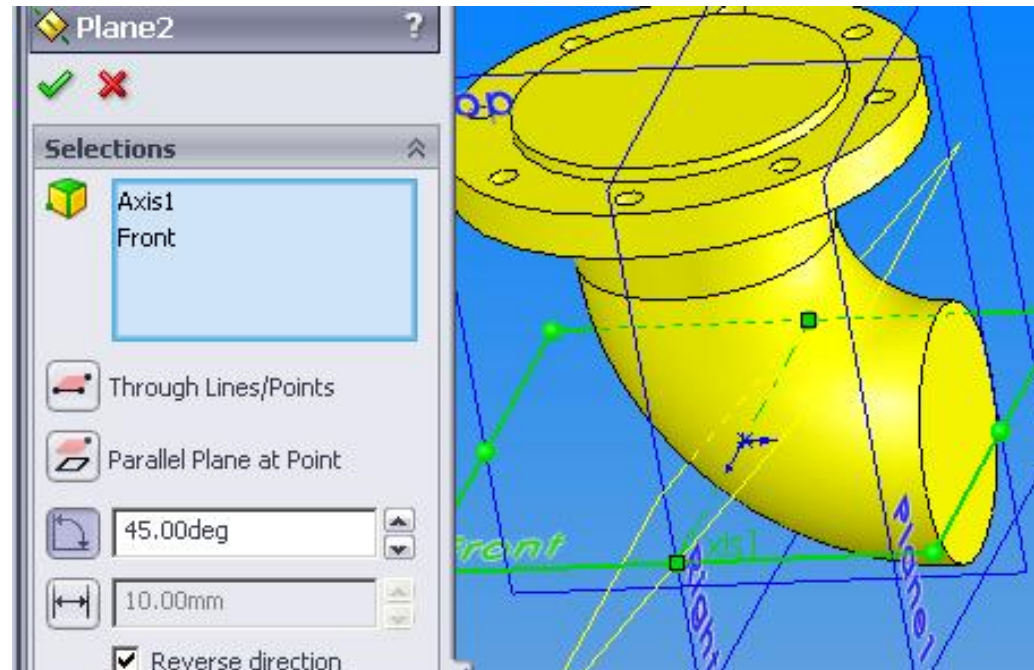 Plane2 ?
Selections
Axis1
Front
Through Lines/Points
Parallel Plane at Point
45.00deg
10.00mm
Reverse direction
Front
Axis1
Right
Plane1